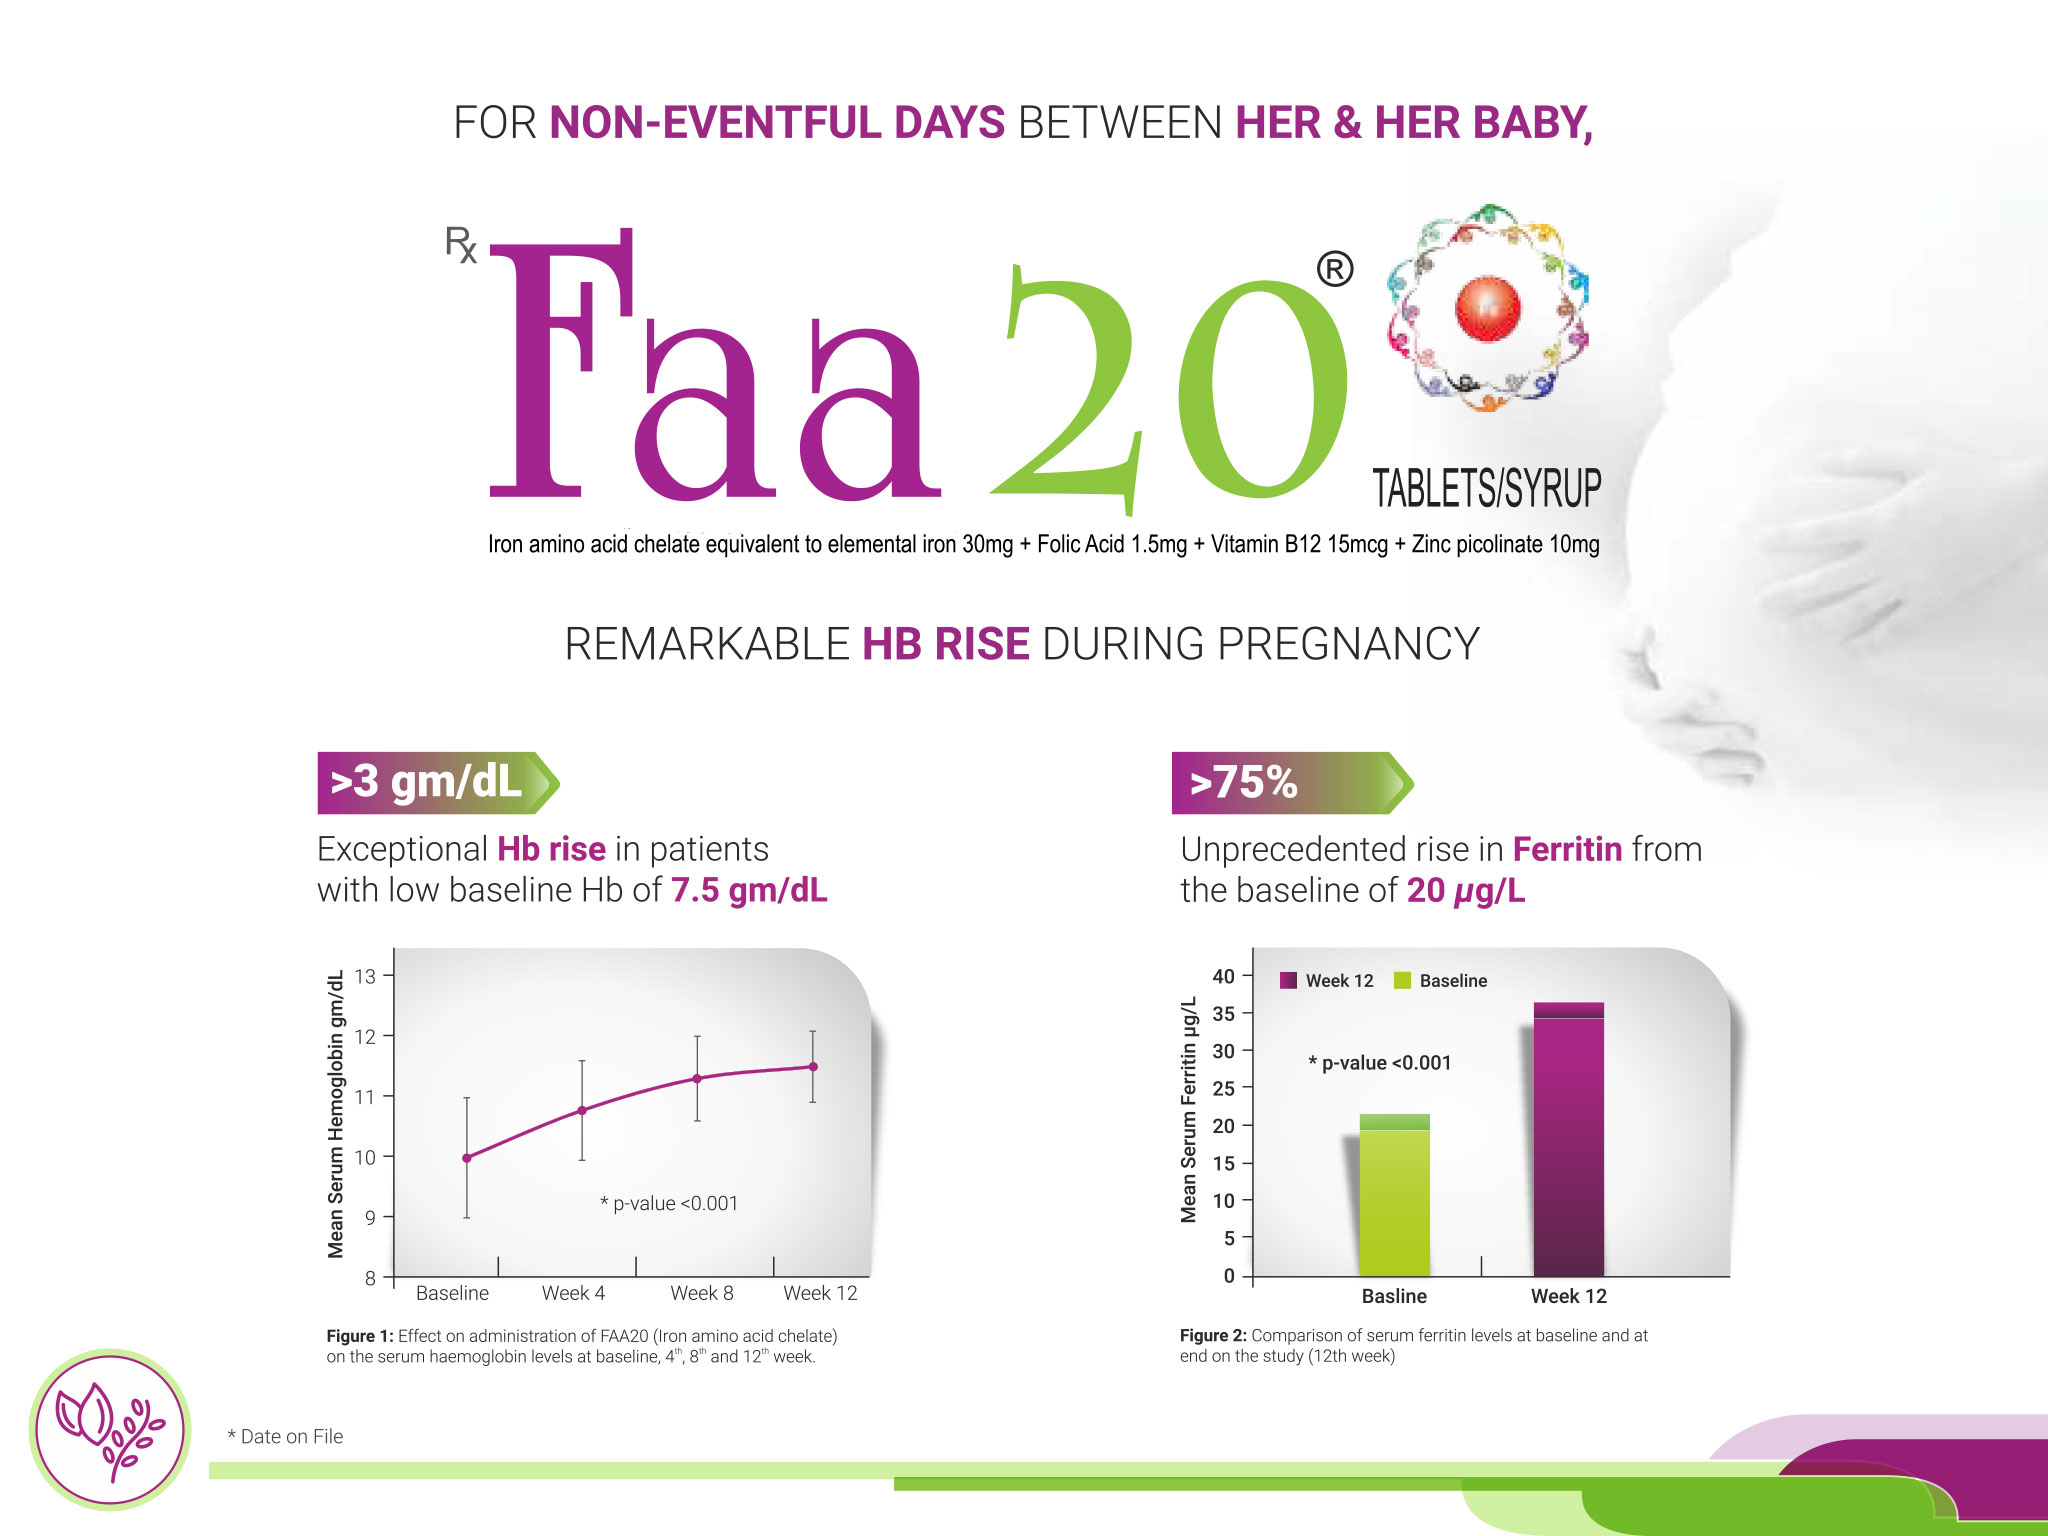 FOR NON-EVENTFUL DAYS BETWEEN HER & HER BABY,
Rx Faa 20®
TABLETS/SYRUP
Iron amino acid chelate equivalent to elemental iron 30mg + Folic Acid 1.5mg + Vitamin B12 15mcg + Zinc picolinate 10mg
REMARKABLE HB RISE DURING PREGNANCY
>3 gm/dL
Exceptional Hb rise in patients
with low baseline Hb of 7.5 gm/dL
Mean Serum Hemoglobin gm/dL
13
12
11
10
9
8
* p-value <0.001
Baseline Week 4 Week 8 Week 12
Figure 1: Effect on administration of FAA20 (Iron amino acid chelate)
on the serum haemoglobin levels at baseline, 4th, 8th and 12th week.
>75%
Unprecedented rise in Ferritin from
the baseline of 20 µg/L
Mean Serum Ferritin µg/L
40
35
30
25
20
15
10
5
0
Week 12 Baseline
* p-value <0.001
Basline Week 12
Figure 2: Comparison of serum ferritin levels at baseline and at
end on the study (12th week)
* Date on File